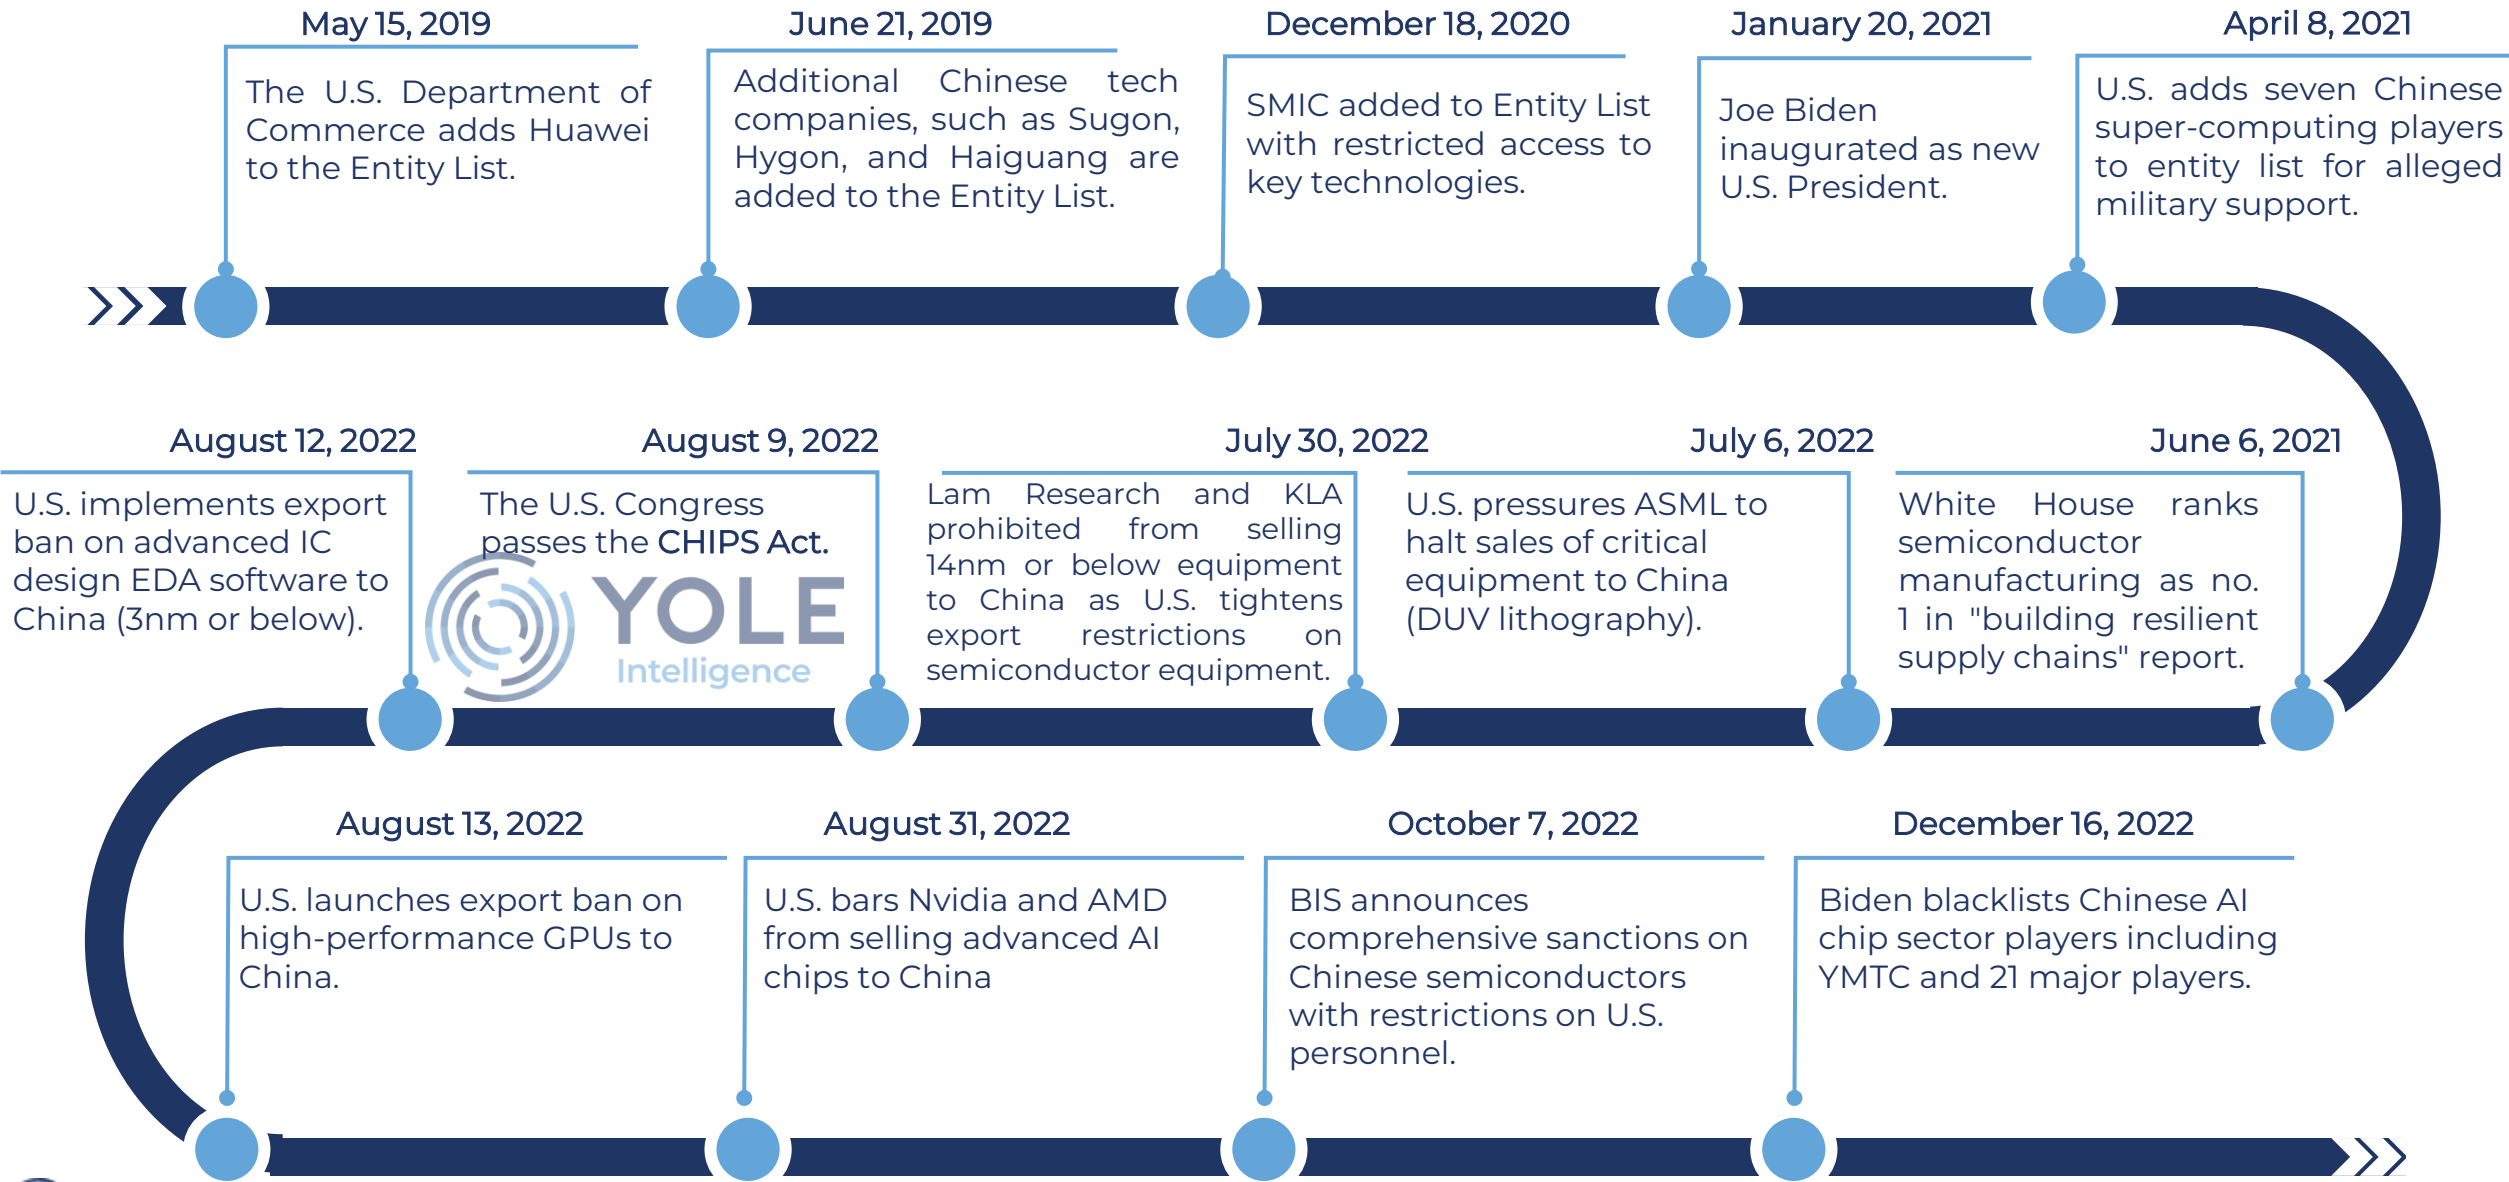 May 15, 2019
The U.S. Department of
Commerce adds Huawei
to the Entity List.
June 21, 2019
Additional Chinese tech
companies, such as Sugon,
Hygon, and Haiguang are
added to the Entity List.
December 18, 2020
SMIC added to Entity List
with restricted access to
key technologies.
January 20, 2021
Joe Biden
inaugurated as new
U.S. President.
April 8, 2021
U.S. adds seven Chinese
super-computing players
to entity list for alleged
military support.
June 6, 2021
White House ranks
semiconductor
manufacturing as no.
1 in "building resilient
supply chains" report.
July 6, 2022
U.S. pressures ASML to
halt sales of critical
equipment to China
(DUV lithography).
July 30, 2022
Lam Research and KLA
prohibited from selling
14nm or below equipment
to China as U.S. tightens
export restrictions on
semiconductor equipment.
August 9, 2022
The U.S. Congress
passes the CHIPS Act.
YOLE
Intelligence
August 12, 2022
U.S. implements export
ban on advanced IC
design EDA software to
China (3nm or below).
August 13, 2022
U.S. launches export ban on
high-performance GPUs to
China.
August 31, 2022
U.S. bars Nvidia and AMD
from selling advanced AI
chips to China
October 7, 2022
BIS announces
comprehensive sanctions on
Chinese semiconductors
with restrictions on U.S.
personnel.
December 16, 2022
Biden blacklists Chinese AI
chip sector players including
YMTC and 21 major players.